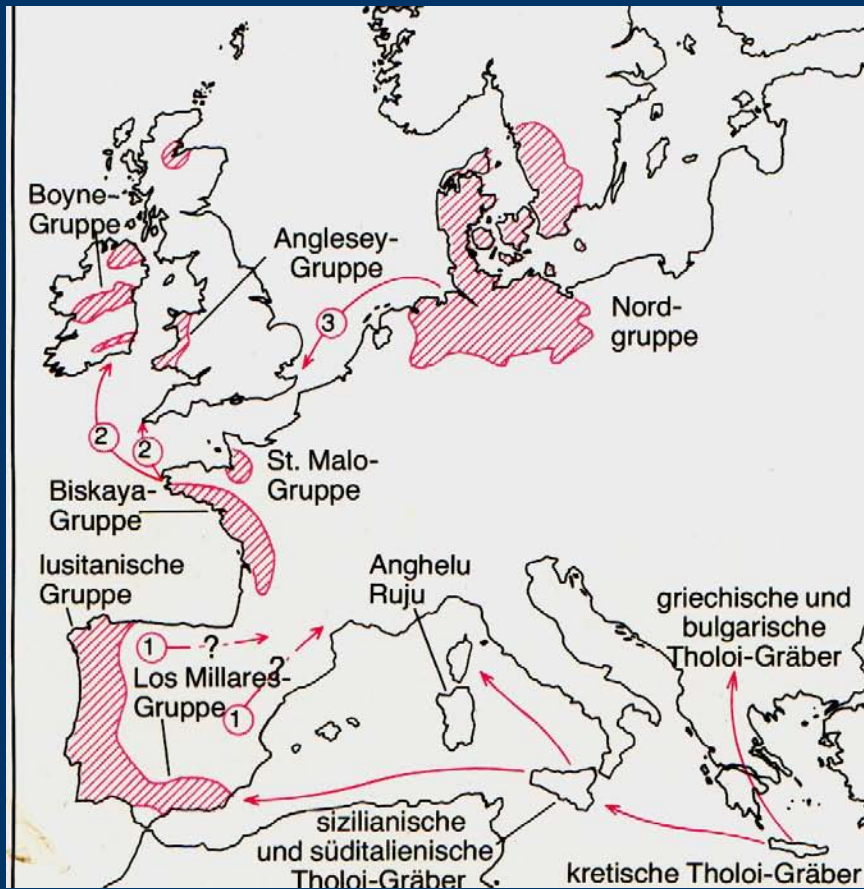 Boyne-
Gruppe
Anglesey-
Gruppe
3
Nord-
gruppe
2
2
St. Malo-
Gruppe
Biskaya-
Gruppe
lusitanische
Gruppe
Anghelu
Ruju
griechische und
bulgarische
Tholoi-Gräber
1
?
?
Los Millares-
Gruppe
1
sizilianische
und süditalienische
Tholoi-Gräber
kretische Tholoi-Gräber